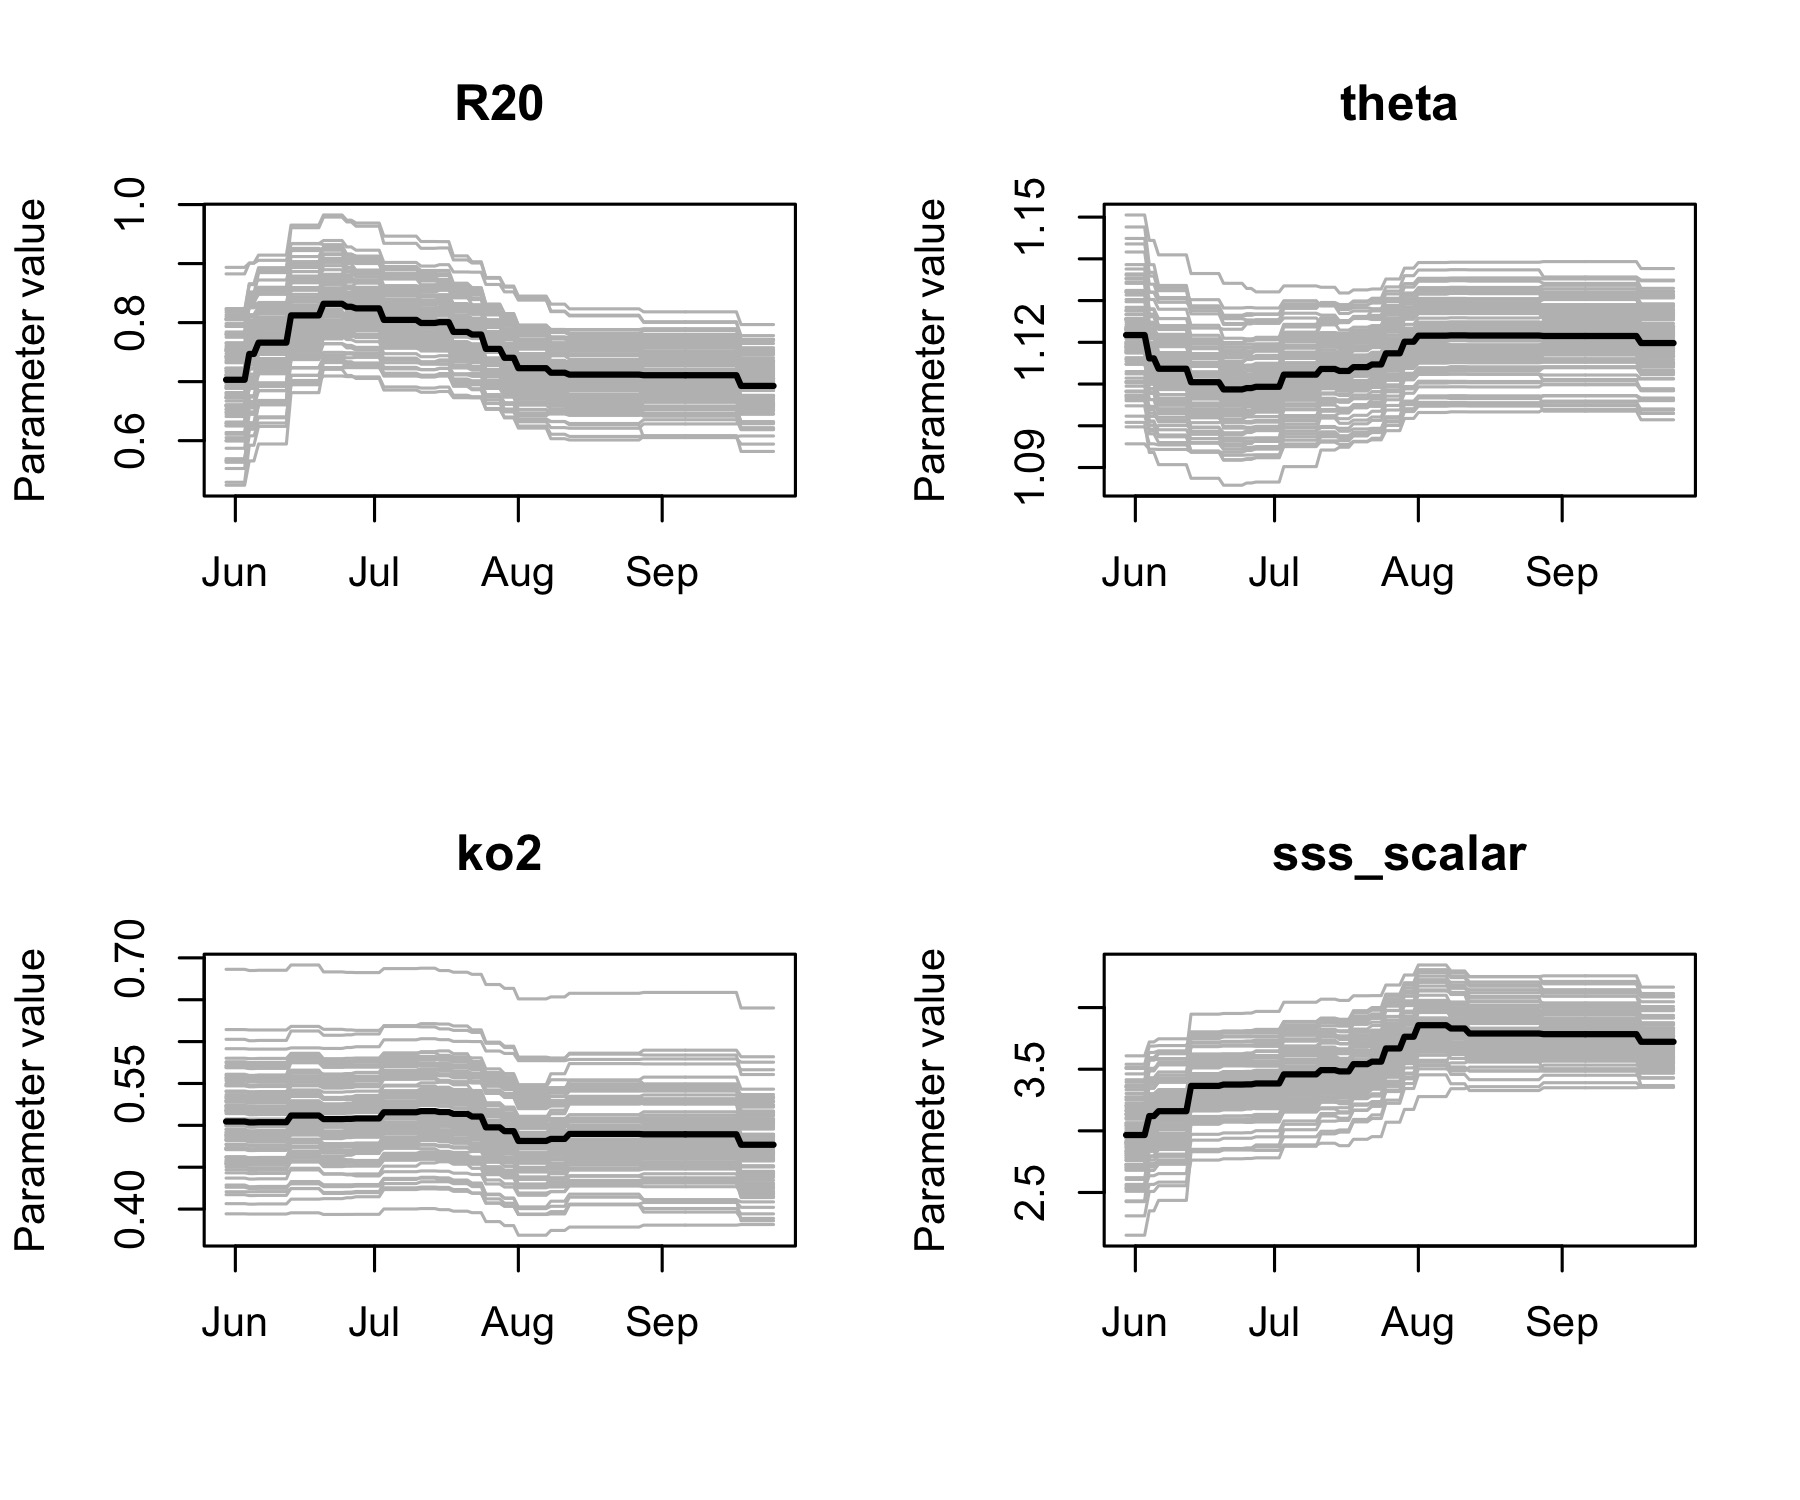 R20
Parameter value
1.0
0.8
0.6
Jun Jul Aug Sep
theta
Parameter value
1.15
1.12
1.09
Jun Jul Aug Sep
ko2
Parameter value
0.70
0.55
0.40
Jun Jul Aug Sep
sss_scalar
Parameter value
3.5
2.5
Jun Jul Aug Sep